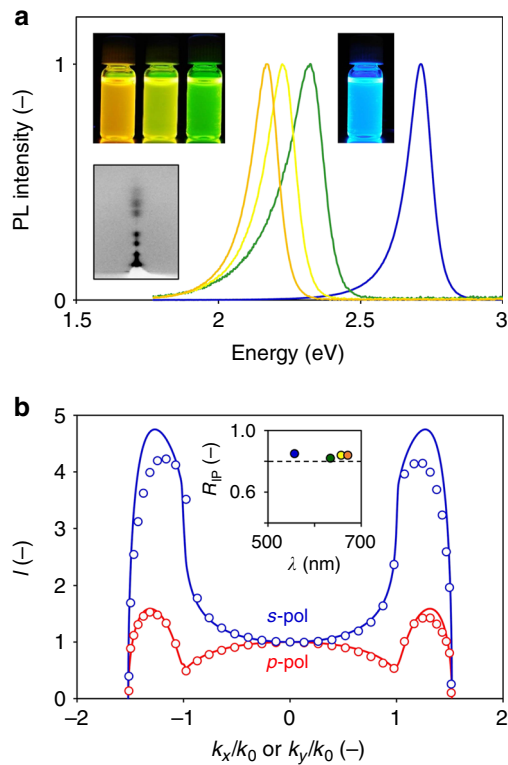 a
PL intensity (–)
1
0
1.5
2
2.5
3
Energy (eV)
b
I (–)
5
4
3
2
1
0
R_IP (–)
1.0
0.6
500
700
λ (nm)
s-pol
p-pol
−2
−1
0
1
2
k_x/k_0 or k_y/k_0 (–)